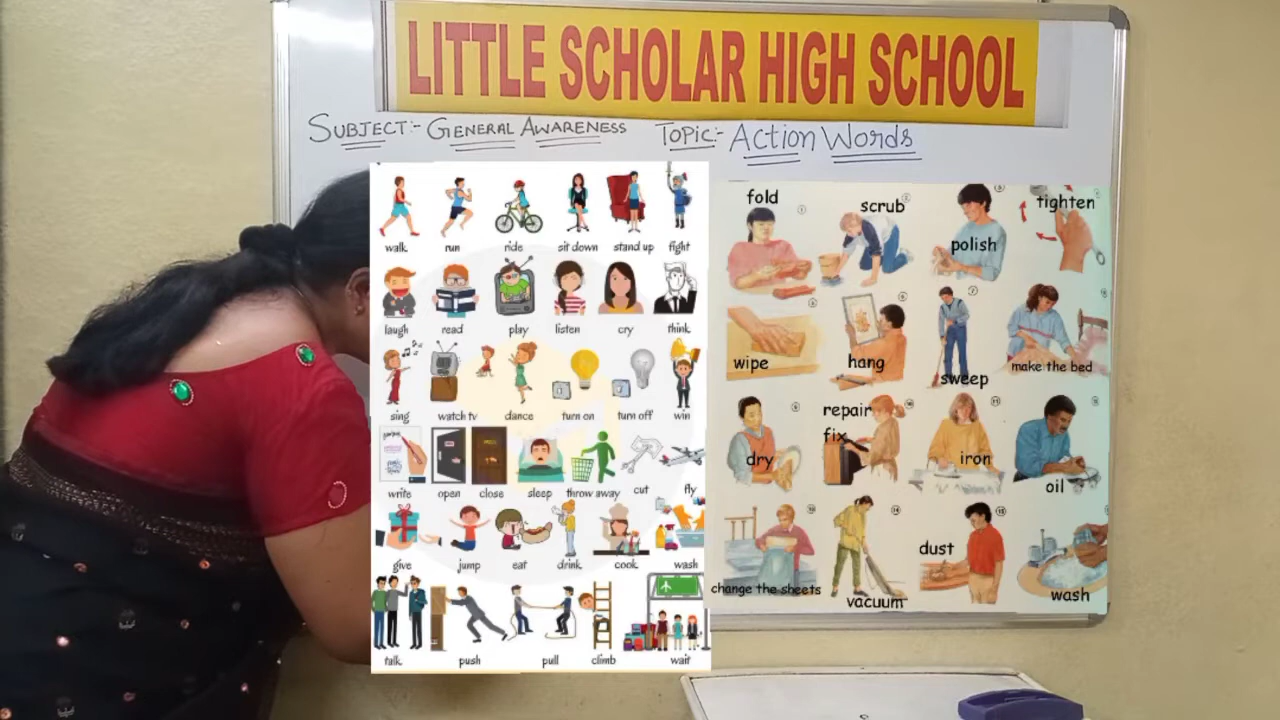 LITTLE SCHOLAR HIGH SCHOOL
SUBJECT:- GENERAL AWARENESS TOPIC:- Action Words
walk run ride sit down stand up fight
laugh read play listen cry think
sing watch tv dance turn on turn off win
write open close sleep throw away cut fly
give jump eat drink cook wash
talk push pull climb wait
fold scrub polish tighten
wipe hang sweep make the bed
dry repair fix iron oil
change the sheets vacuum dust wash